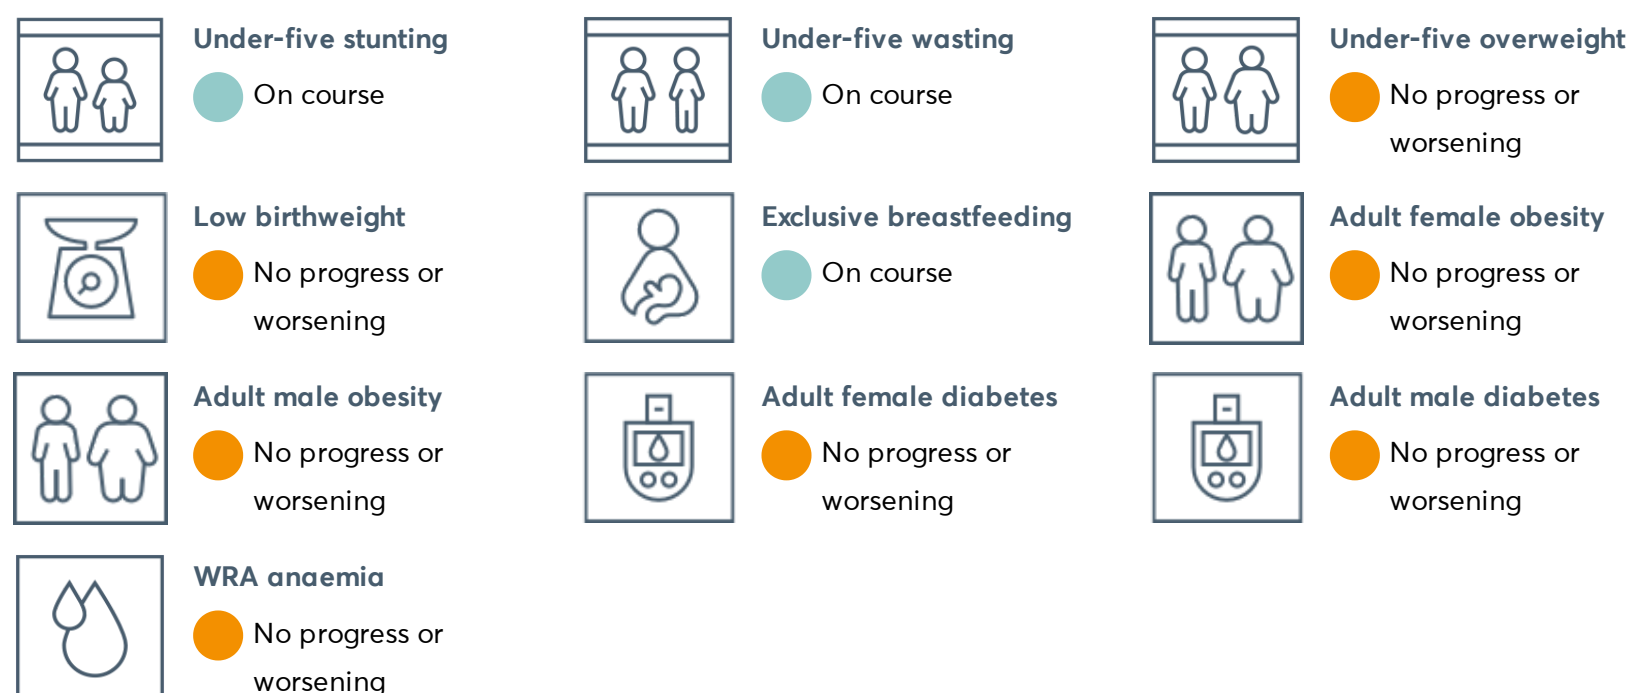 Under-five stunting
On course
Under-five wasting
On course
Under-five overweight
No progress or
worsening
Low birthweight
No progress or
worsening
Exclusive breastfeeding
On course
Adult female obesity
No progress or
worsening
Adult male obesity
No progress or
worsening
Adult female diabetes
No progress or
worsening
Adult male diabetes
No progress or
worsening
WRA anaemia
No progress or
worsening